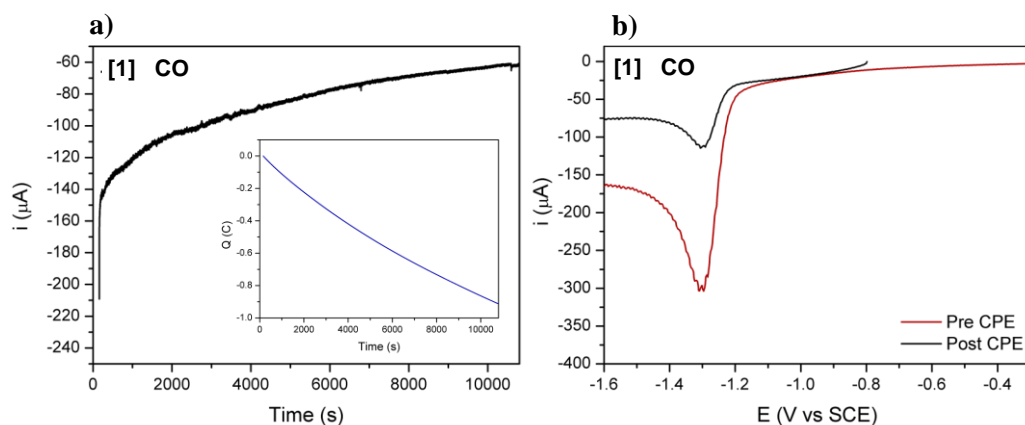 a)
[1] CO
-60
-80
-100
-120
-140
-160
-180
-200
-220
-240
i (μA)
0 2000 4000 6000 8000 10000
Time (s)
0.0
-0.2
-0.4
-0.6
-0.8
-1.0
Q (C)
0 2000 4000 6000 8000 10000
Time (s)
b)
[1] CO
0
-50
-100
-150
-200
-250
-300
-350
-400
i (μA)
Pre CPE
Post CPE
-1.6 -1.4 -1.2 -1.0 -0.8 -0.6 -0.4
E (V vs SCE)